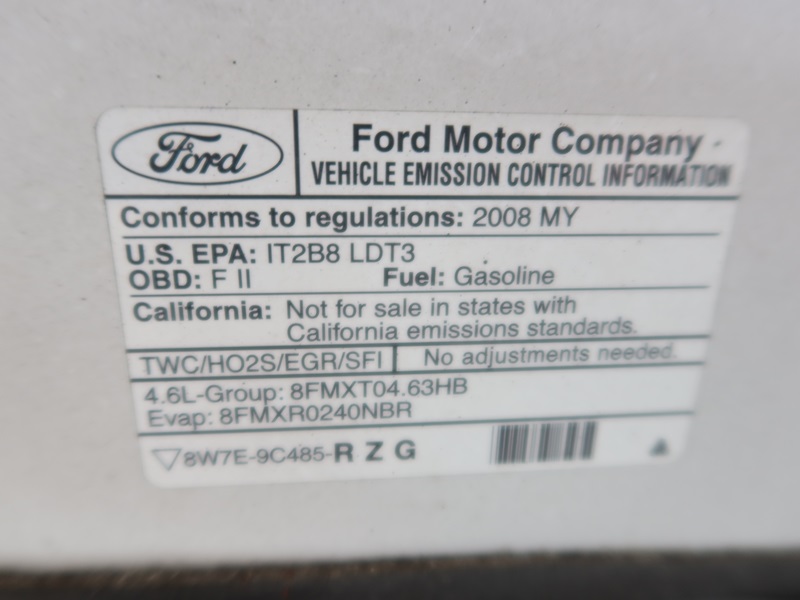 Ford
Ford Motor Company
VEHICLE EMISSION CONTROL INFORMATION
Conforms to regulations: 2008 MY
U.S. EPA: IT2B8 LDT3
OBD: F II Fuel: Gasoline
California: Not for sale in states with
California emissions standards.
TWC/HO2S/EGR/SFI No adjustments needed.
4.6L-Group: 8FMXT04.63HB
Evap: 8FMXR0240NBR
8W7E-9C485-R Z G